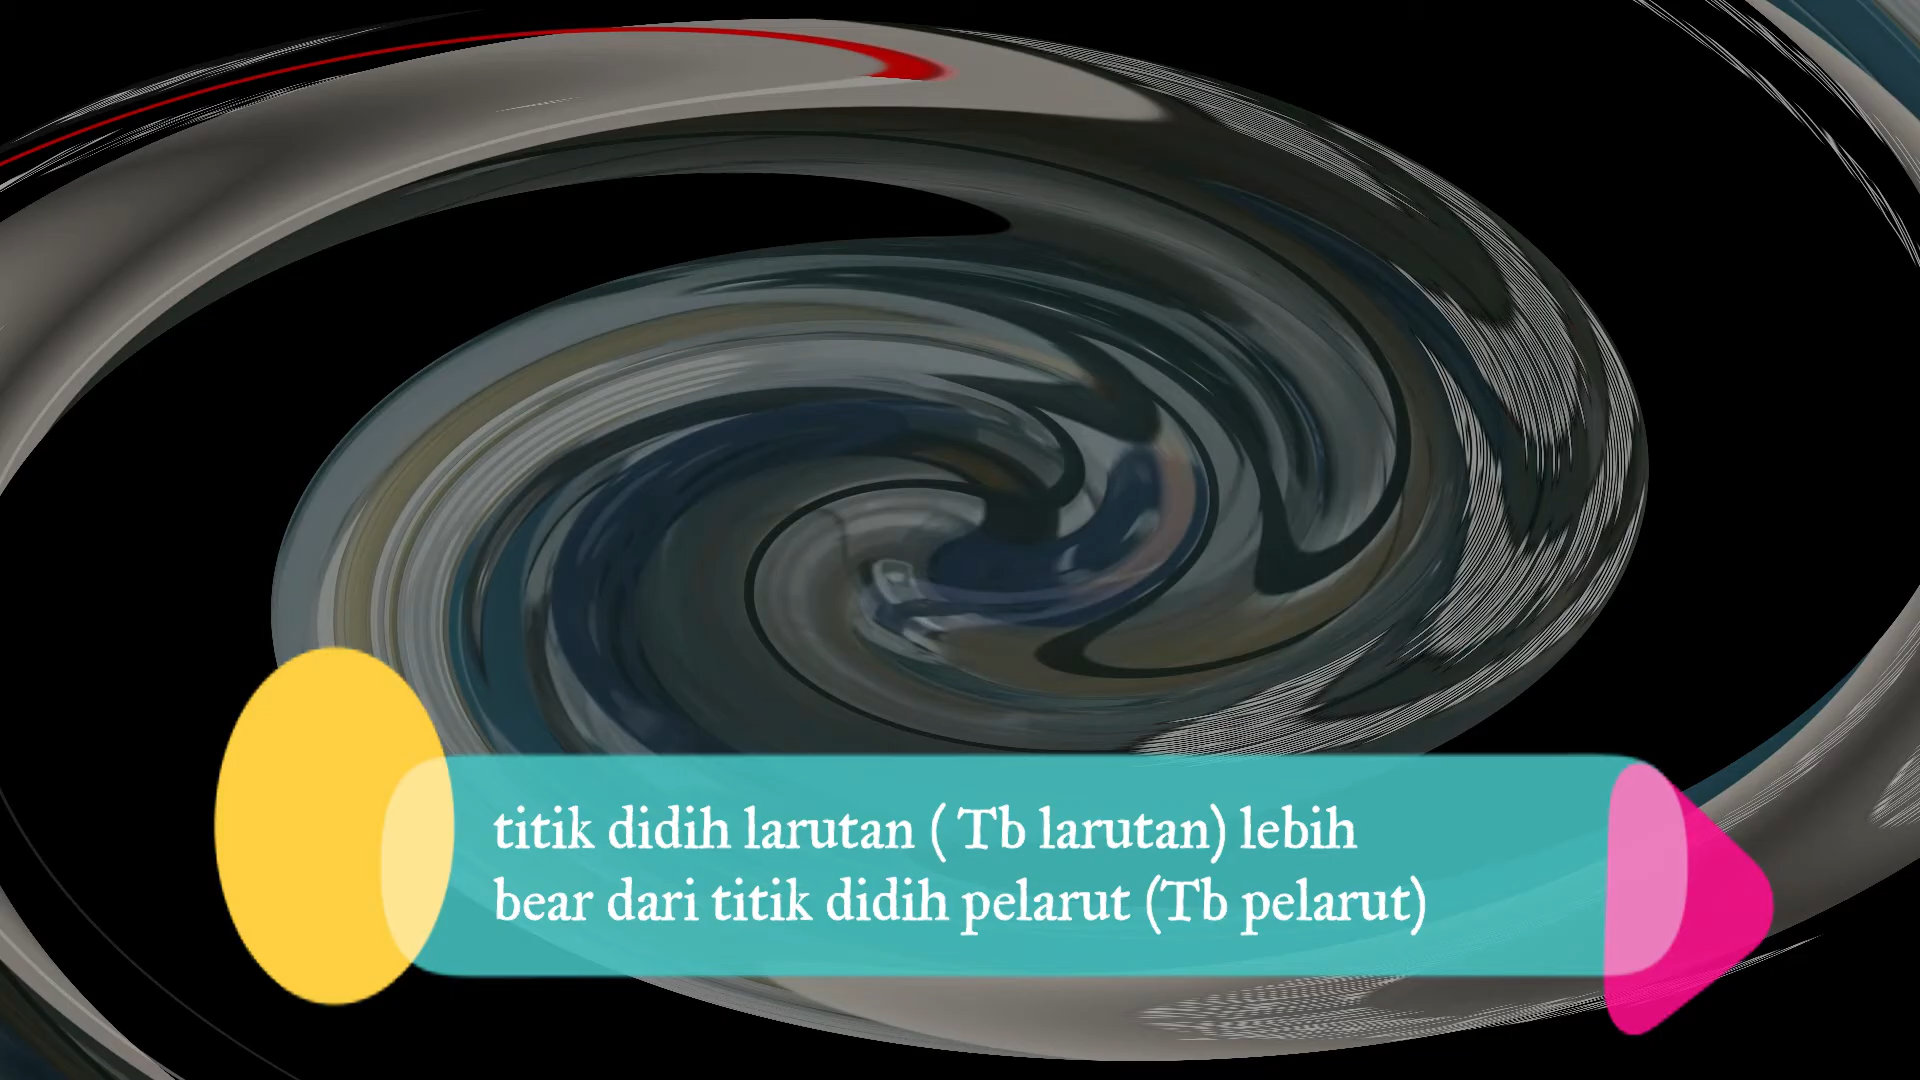 titik didih larutan ( Tb larutan) lebih
bear dari titik didih pelarut (Tb pelarut)